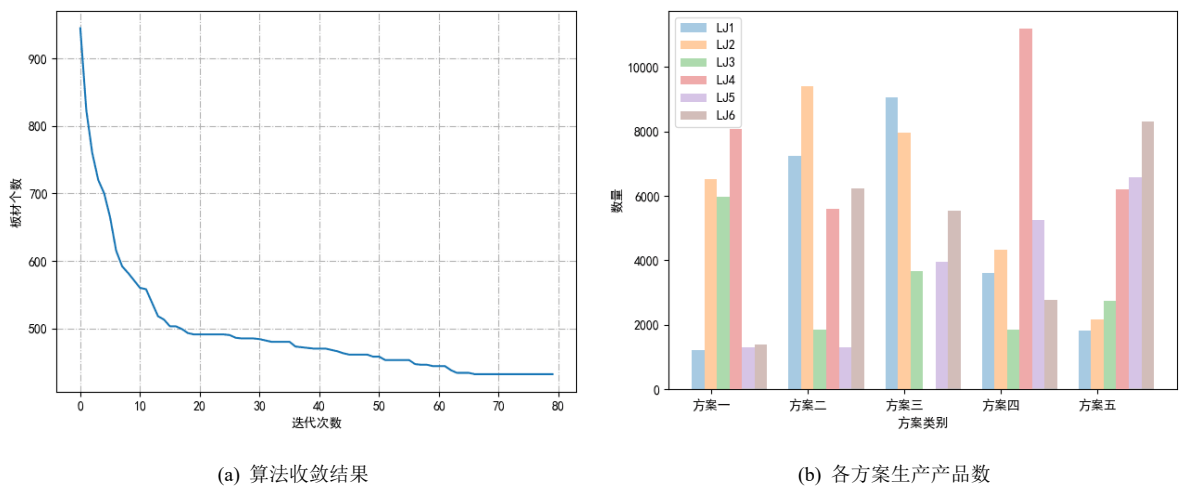 900
800
700
600
500
板材个数
0 10 20 30 40 50 60 70 80
迭代次数
(a) 算法收敛结果
LJ1
LJ2
LJ3
LJ4
LJ5
LJ6
10000
8000
6000
4000
2000
0
数量
方案一 方案二 方案三 方案四 方案五
方案类别
(b) 各方案生产产品数